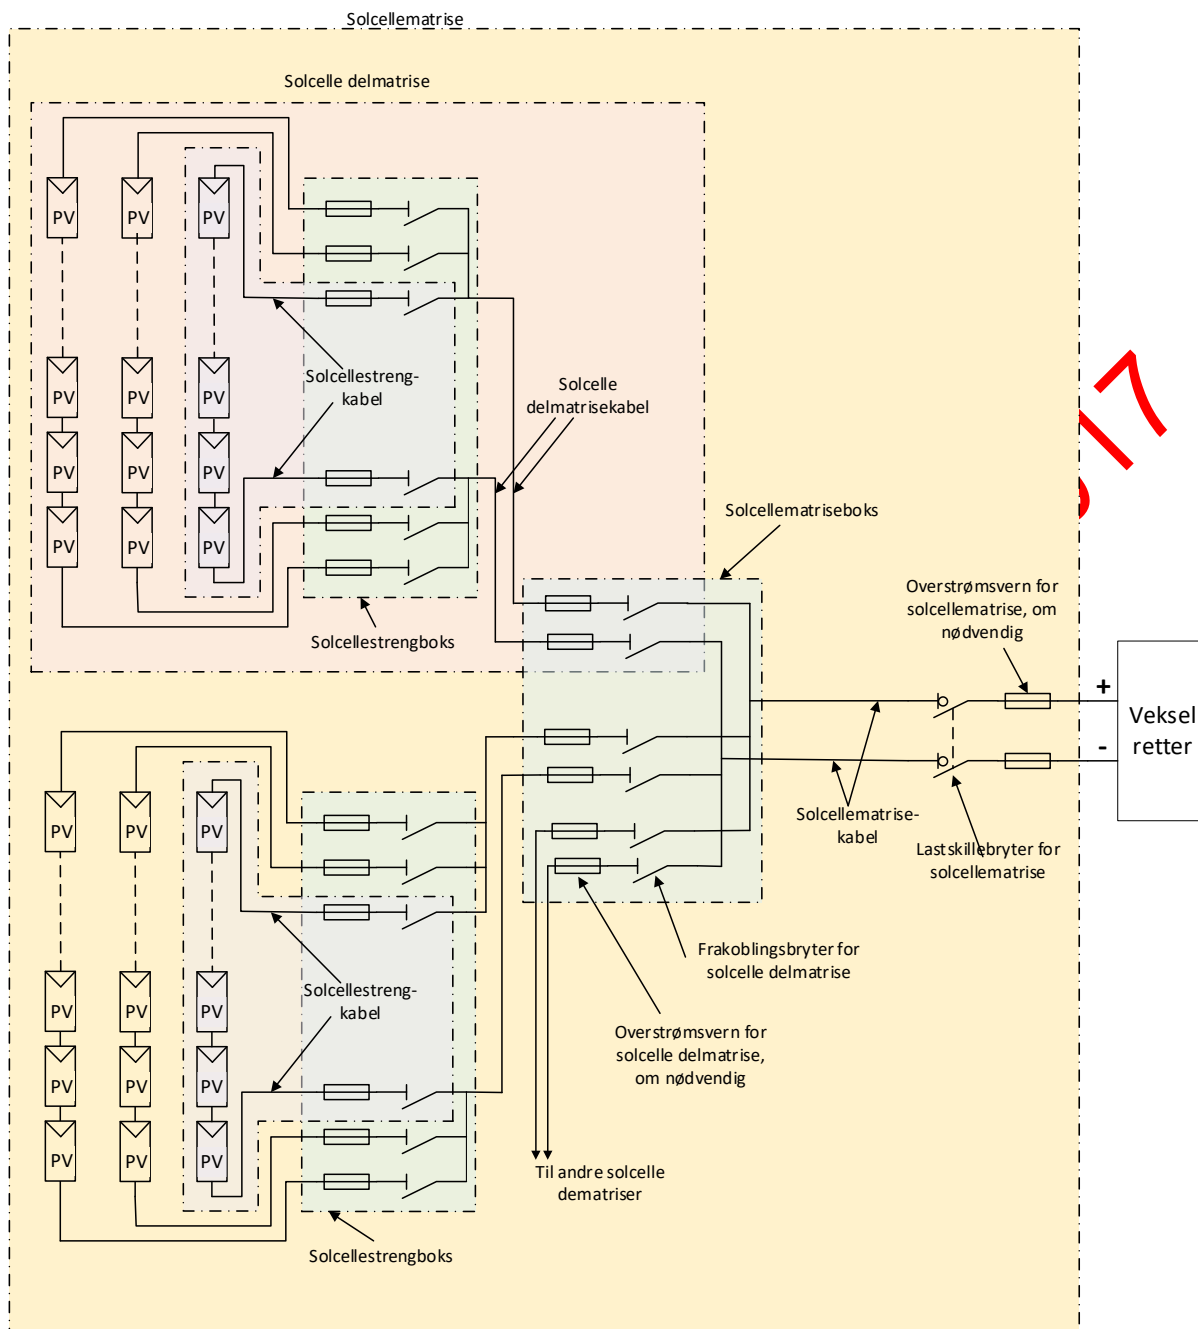 Solcellematrise
Solcelle delmatrise
PV
PV
PV
Solcellestreng-
kabel
PV
PV
PV
Solcelle
delmatrisekabel
PV
PV
PV
PV
PV
PV
Solcellestrengboks
Solcellematriseboks
17
Overstrømsvern for
solcellematrise, om
nødvendig
+
-
Veksel
retter
Solcellematrise-
kabel
Lastskillebryter for
solcellematrise
PV
PV
PV
Frakoblingsbryter for
solcelle delmatrise
Solcellestreng-
kabel
PV
PV
PV
Overstrømsvern for
solcelle delmatrise,
om nødvendig
PV
PV
PV
PV
PV
PV
Til andre solcelle
dematriser
Solcellestrengboks